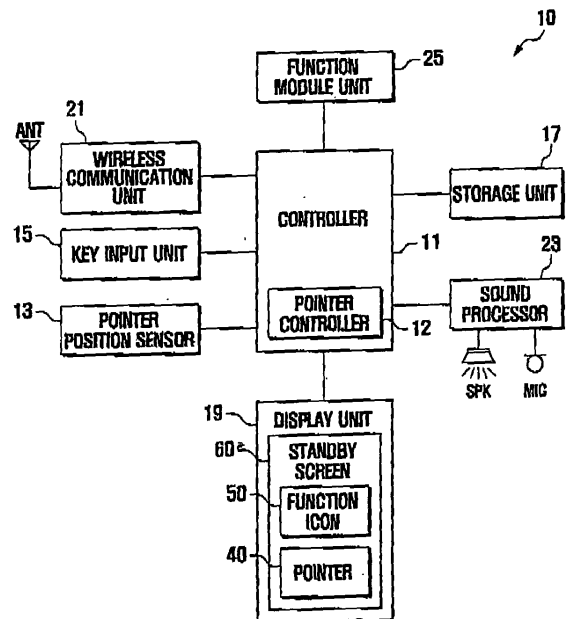 10
FUNCTION
MODULE UNIT
25
ANT
21
WIRELESS
COMMUNICATION
UNIT
15
KEY INPUT UNIT
13
POINTER
POSITION SENSOR
CONTROLLER
11
POINTER
CONTROLLER
12
17
STORAGE UNIT
23
SOUND
PROCESSOR
SPK
MIC
19
DISPLAY UNIT
60
STANDBY
SCREEN
50
FUNCTION
ICON
40
POINTER